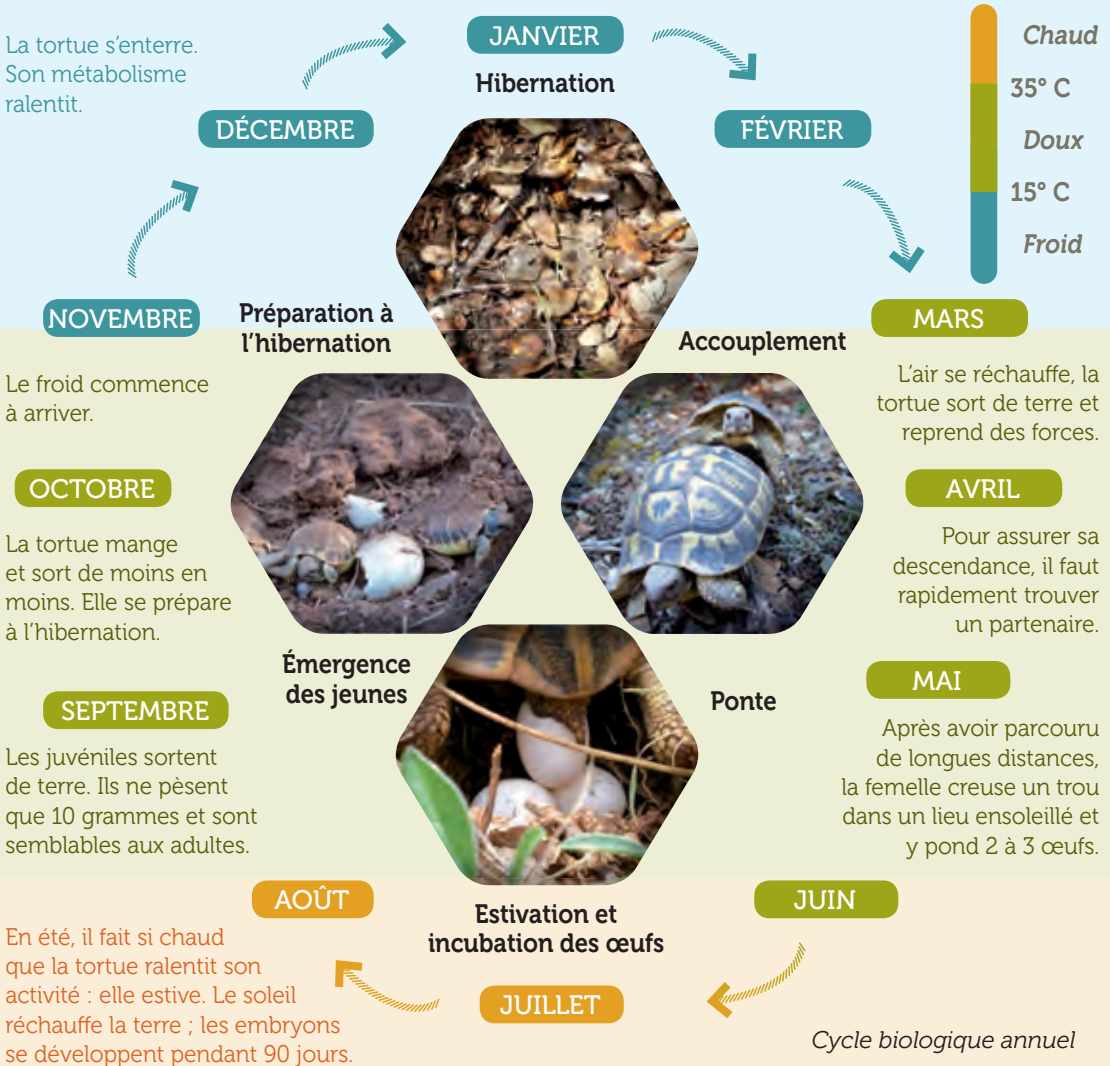 La tortue s'enterre.
Son métabolisme
ralentit.
JANVIER
Hibernation
DÉCEMBRE
FÉVRIER
Chaud
35° C
Doux
15° C
Froid
NOVEMBRE
Préparation à
l'hibernation
Accouplement
MARS
Le froid commence
à arriver.
L'air se réchauffe, la
tortue sort de terre et
reprend des forces.
OCTOBRE
AVRIL
La tortue mange
et sort de moins en
moins. Elle se prépare
à l'hibernation.
Pour assurer sa
descendance, il faut
rapidement trouver
un partenaire.
Émergence
des jeunes
Ponte
MAI
SEPTEMBRE
Les juvéniles sortent
de terre. Ils ne pèsent
que 10 grammes et sont
semblables aux adultes.
Après avoir parcouru
de longues distances,
la femelle creuse un trou
dans un lieu ensoleillé et
y pond 2 à 3 œufs.
AOÛT
Estivation et
incubation des œufs
JUIN
En été, il fait si chaud
que la tortue ralentit son
activité : elle estive. Le soleil
réchauffe la terre ; les embryons
se développent pendant 90 jours.
JUILLET
Cycle biologique annuel